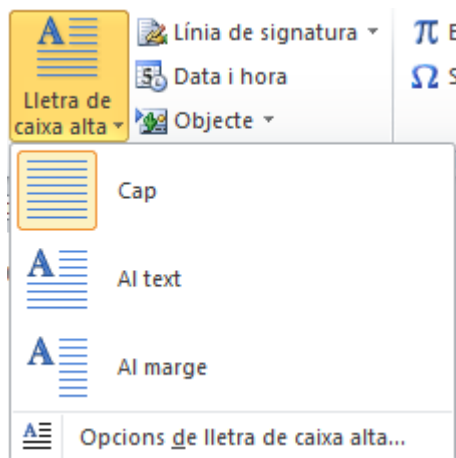 Lletra de
caixa alta
Línia de signatura
Data i hora
Objecte
π
Ω
Cap
Al text
Al marge
Opcions de lletra de caixa alta...